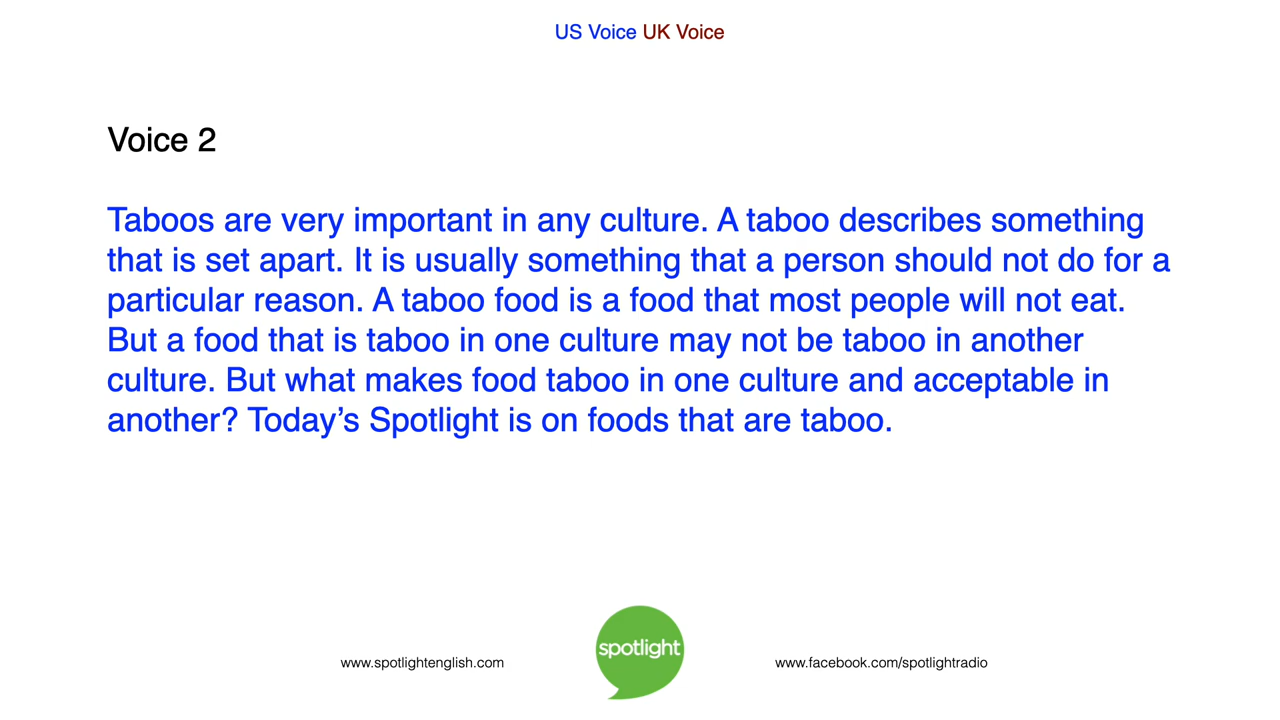 US Voice UK Voice
Voice 2
Taboos are very important in any culture. A taboo describes something
that is set apart. It is usually something that a person should not do for a
particular reason. A taboo food is a food that most people will not eat.
But a food that is taboo in one culture may not be taboo in another
culture. But what makes food taboo in one culture and acceptable in
another? Today’s Spotlight is on foods that are taboo.
www.spotlightenglish.com
spotlight
www.facebook.com/spotlightradio